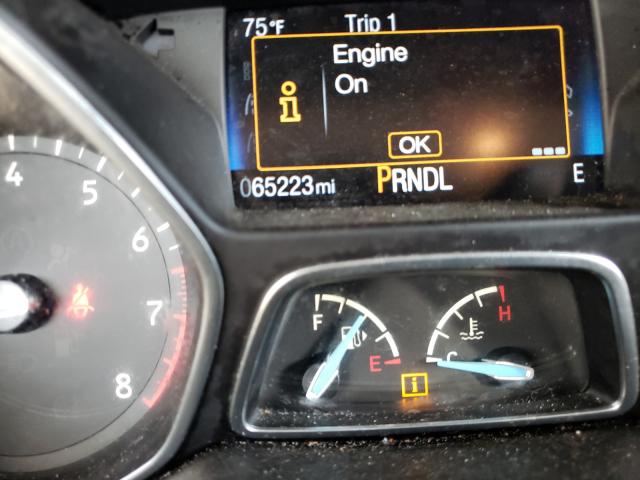 75°F Trip 1
Engine
On
i
OK
065223mi PRNDL E
4
5
6
7
8
F
E
H
C
i